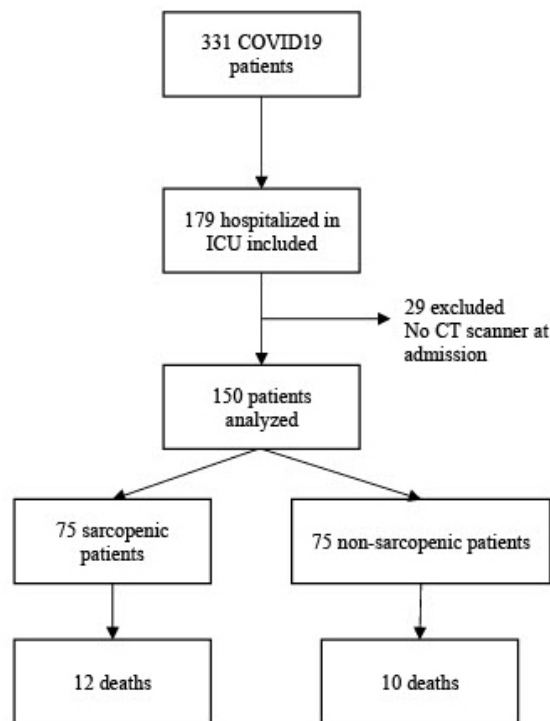 331 COVID19
patients
179 hospitalized in
ICU included
29 excluded
No CT scanner at
admission
150 patients
analyzed
75 sarcopenic
patients
75 non-sarcopenic patients
12 deaths
10 deaths